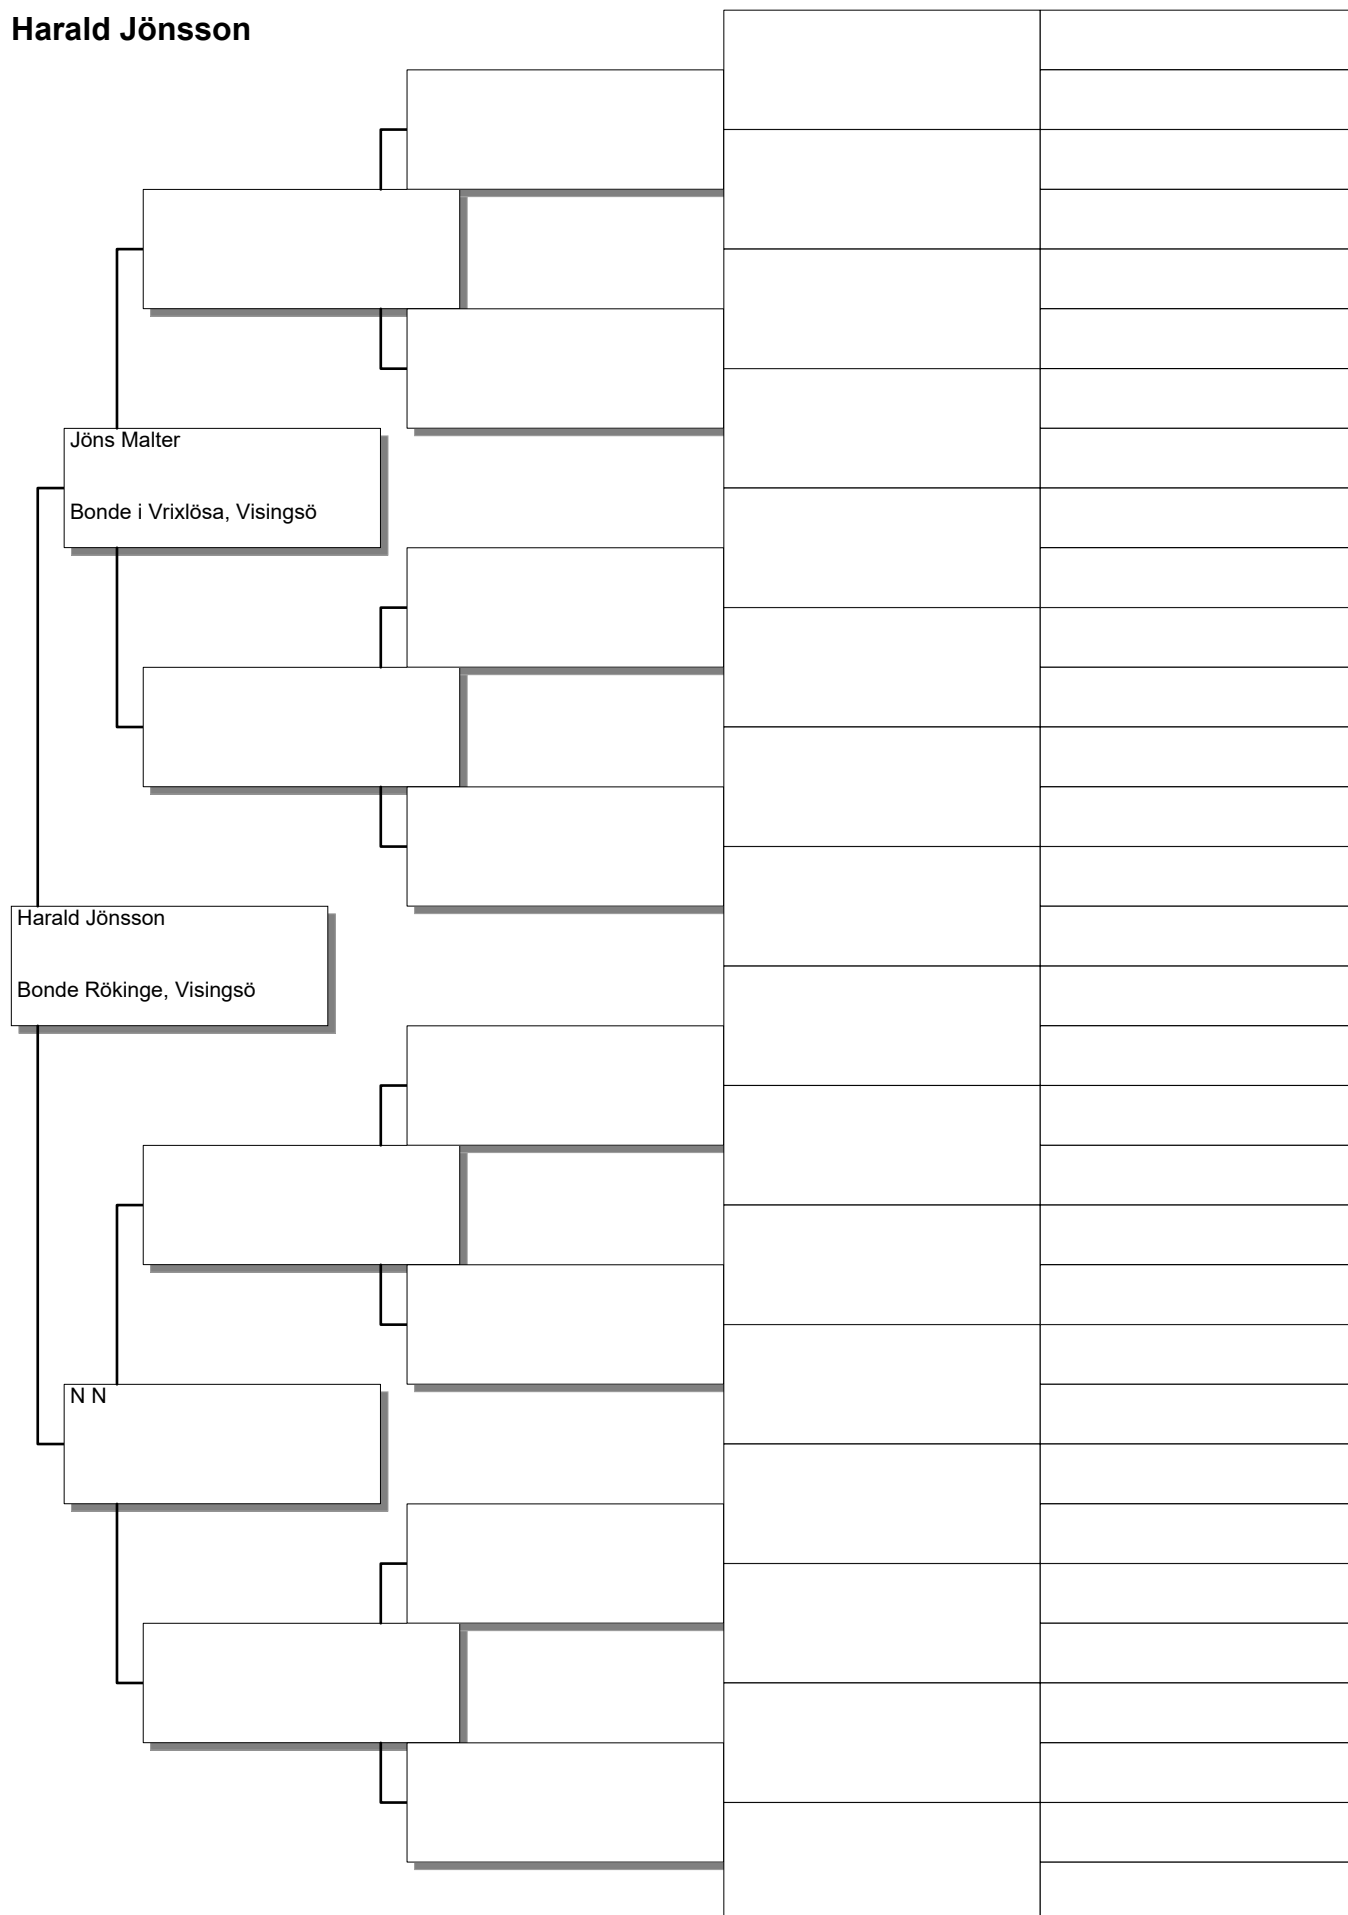 Harald Jönsson
Jöns Malter
Bonde i Vrixlösa, Visingsö
Harald Jönsson
Bonde Rökinge, Visingsö
N N